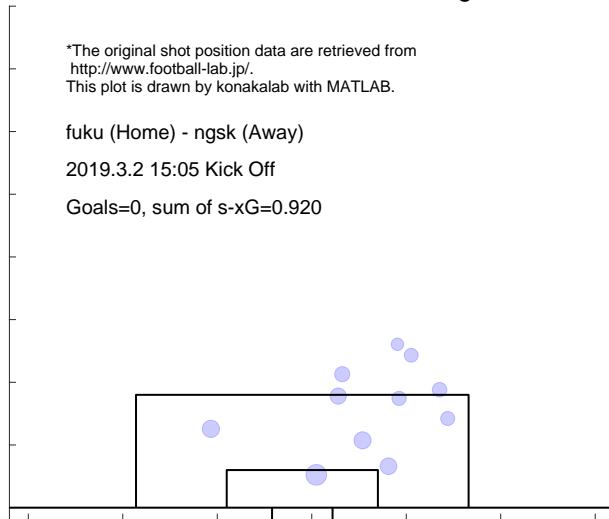 *The original shot position data are retrieved from
http://www.football-lab.jp/.
This plot is drawn by konakalab with MATLAB.
fuku (Home) - ngsk (Away)
2019.3.2 15:05 Kick Off
Goals=0, sum of s-xG=0.920